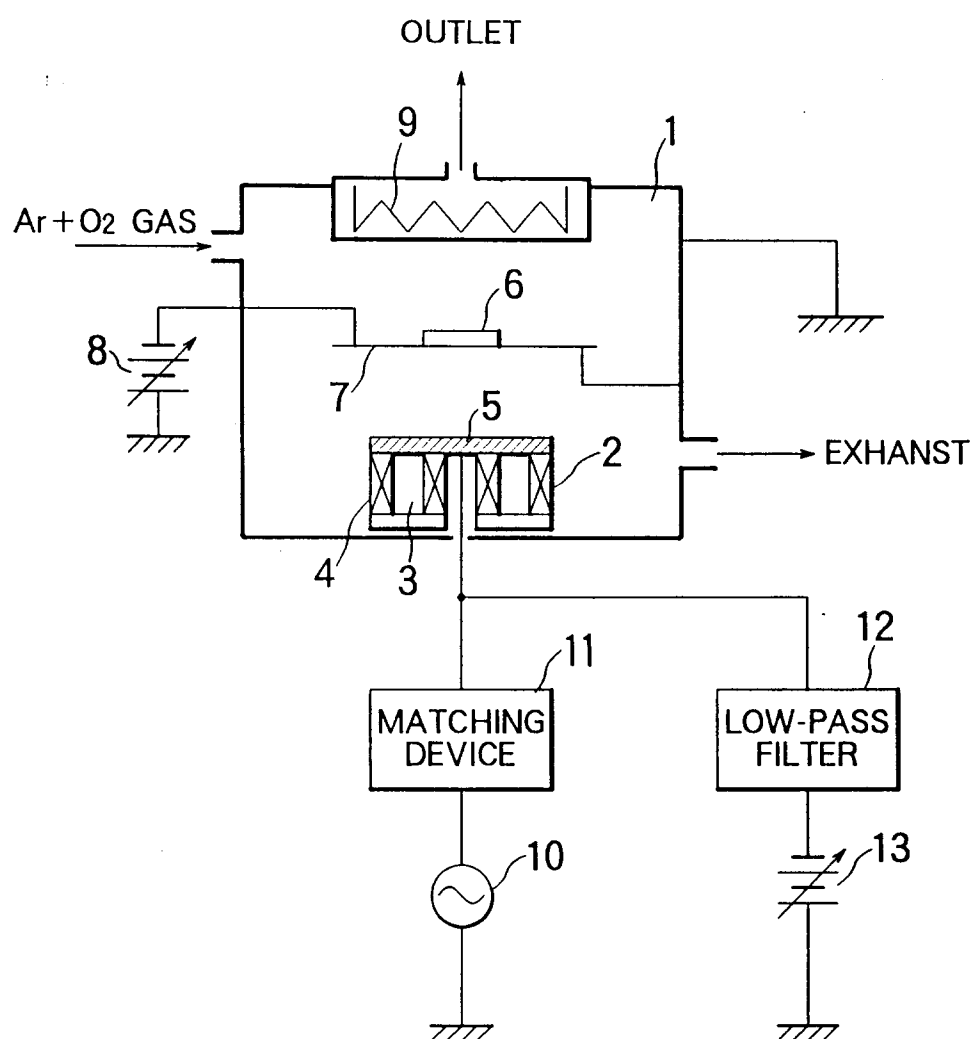 OUTLET
9
1
Ar+O2 GAS
6
8
7
5
2
EXHANST
4
3
11
12
MATCHING
DEVICE
LOW-PASS
FILTER
10
13